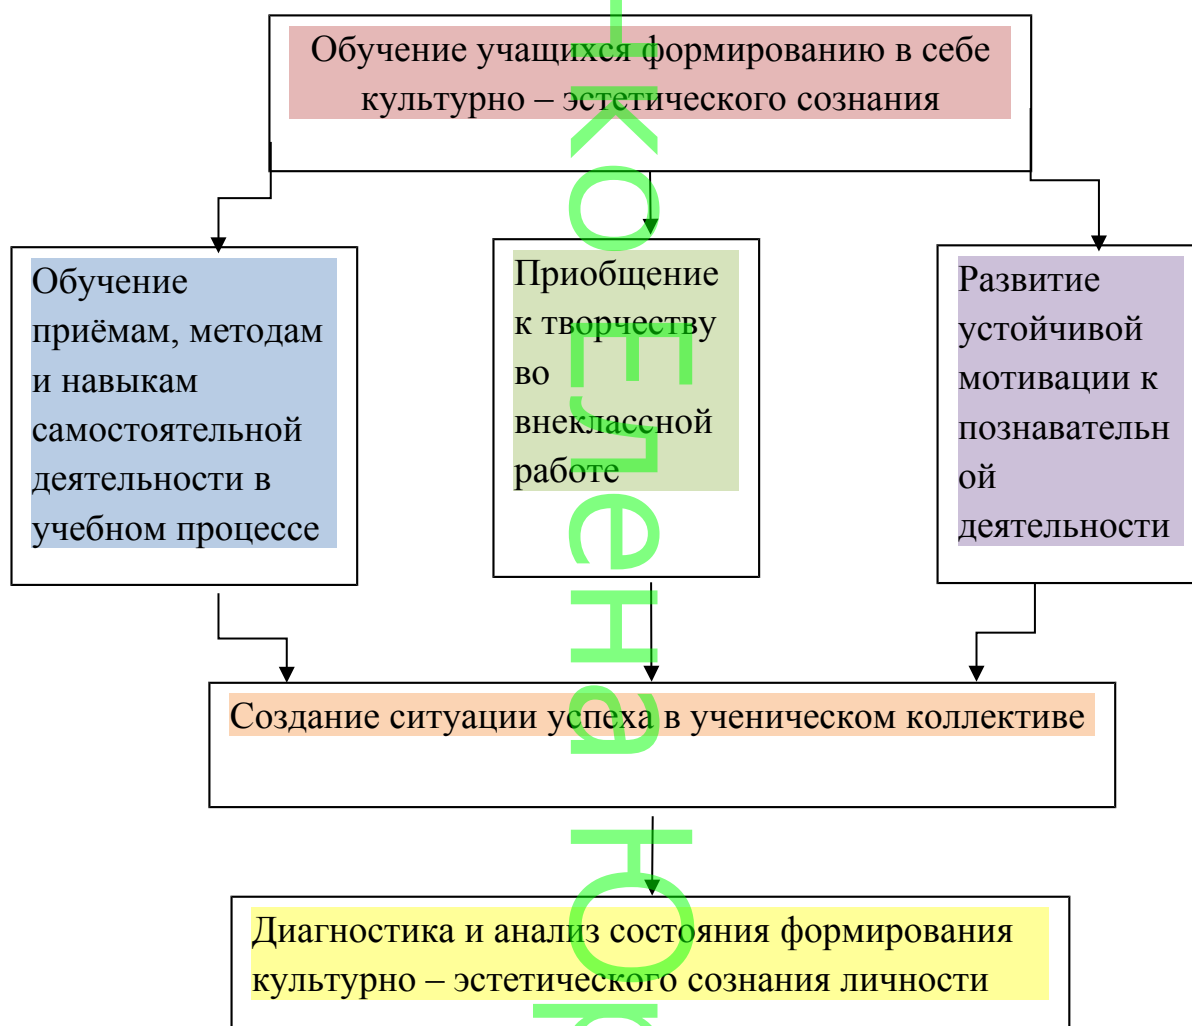 Обучение учащихся формированию в себе
культурно – эстетического сознания
Обучение
приёмам, методам
и навыкам
самостоятельной
деятельности в
учебном процессе
Приобщение
к творчеству
во
внеклассной
работе
Развитие
устойчивой
мотивации к
познавательн
ой
деятельности
Создание ситуации успеха в ученическом коллективе
Диагностика и анализ состояния формирования
культурно – эстетического сознания личности
Елена